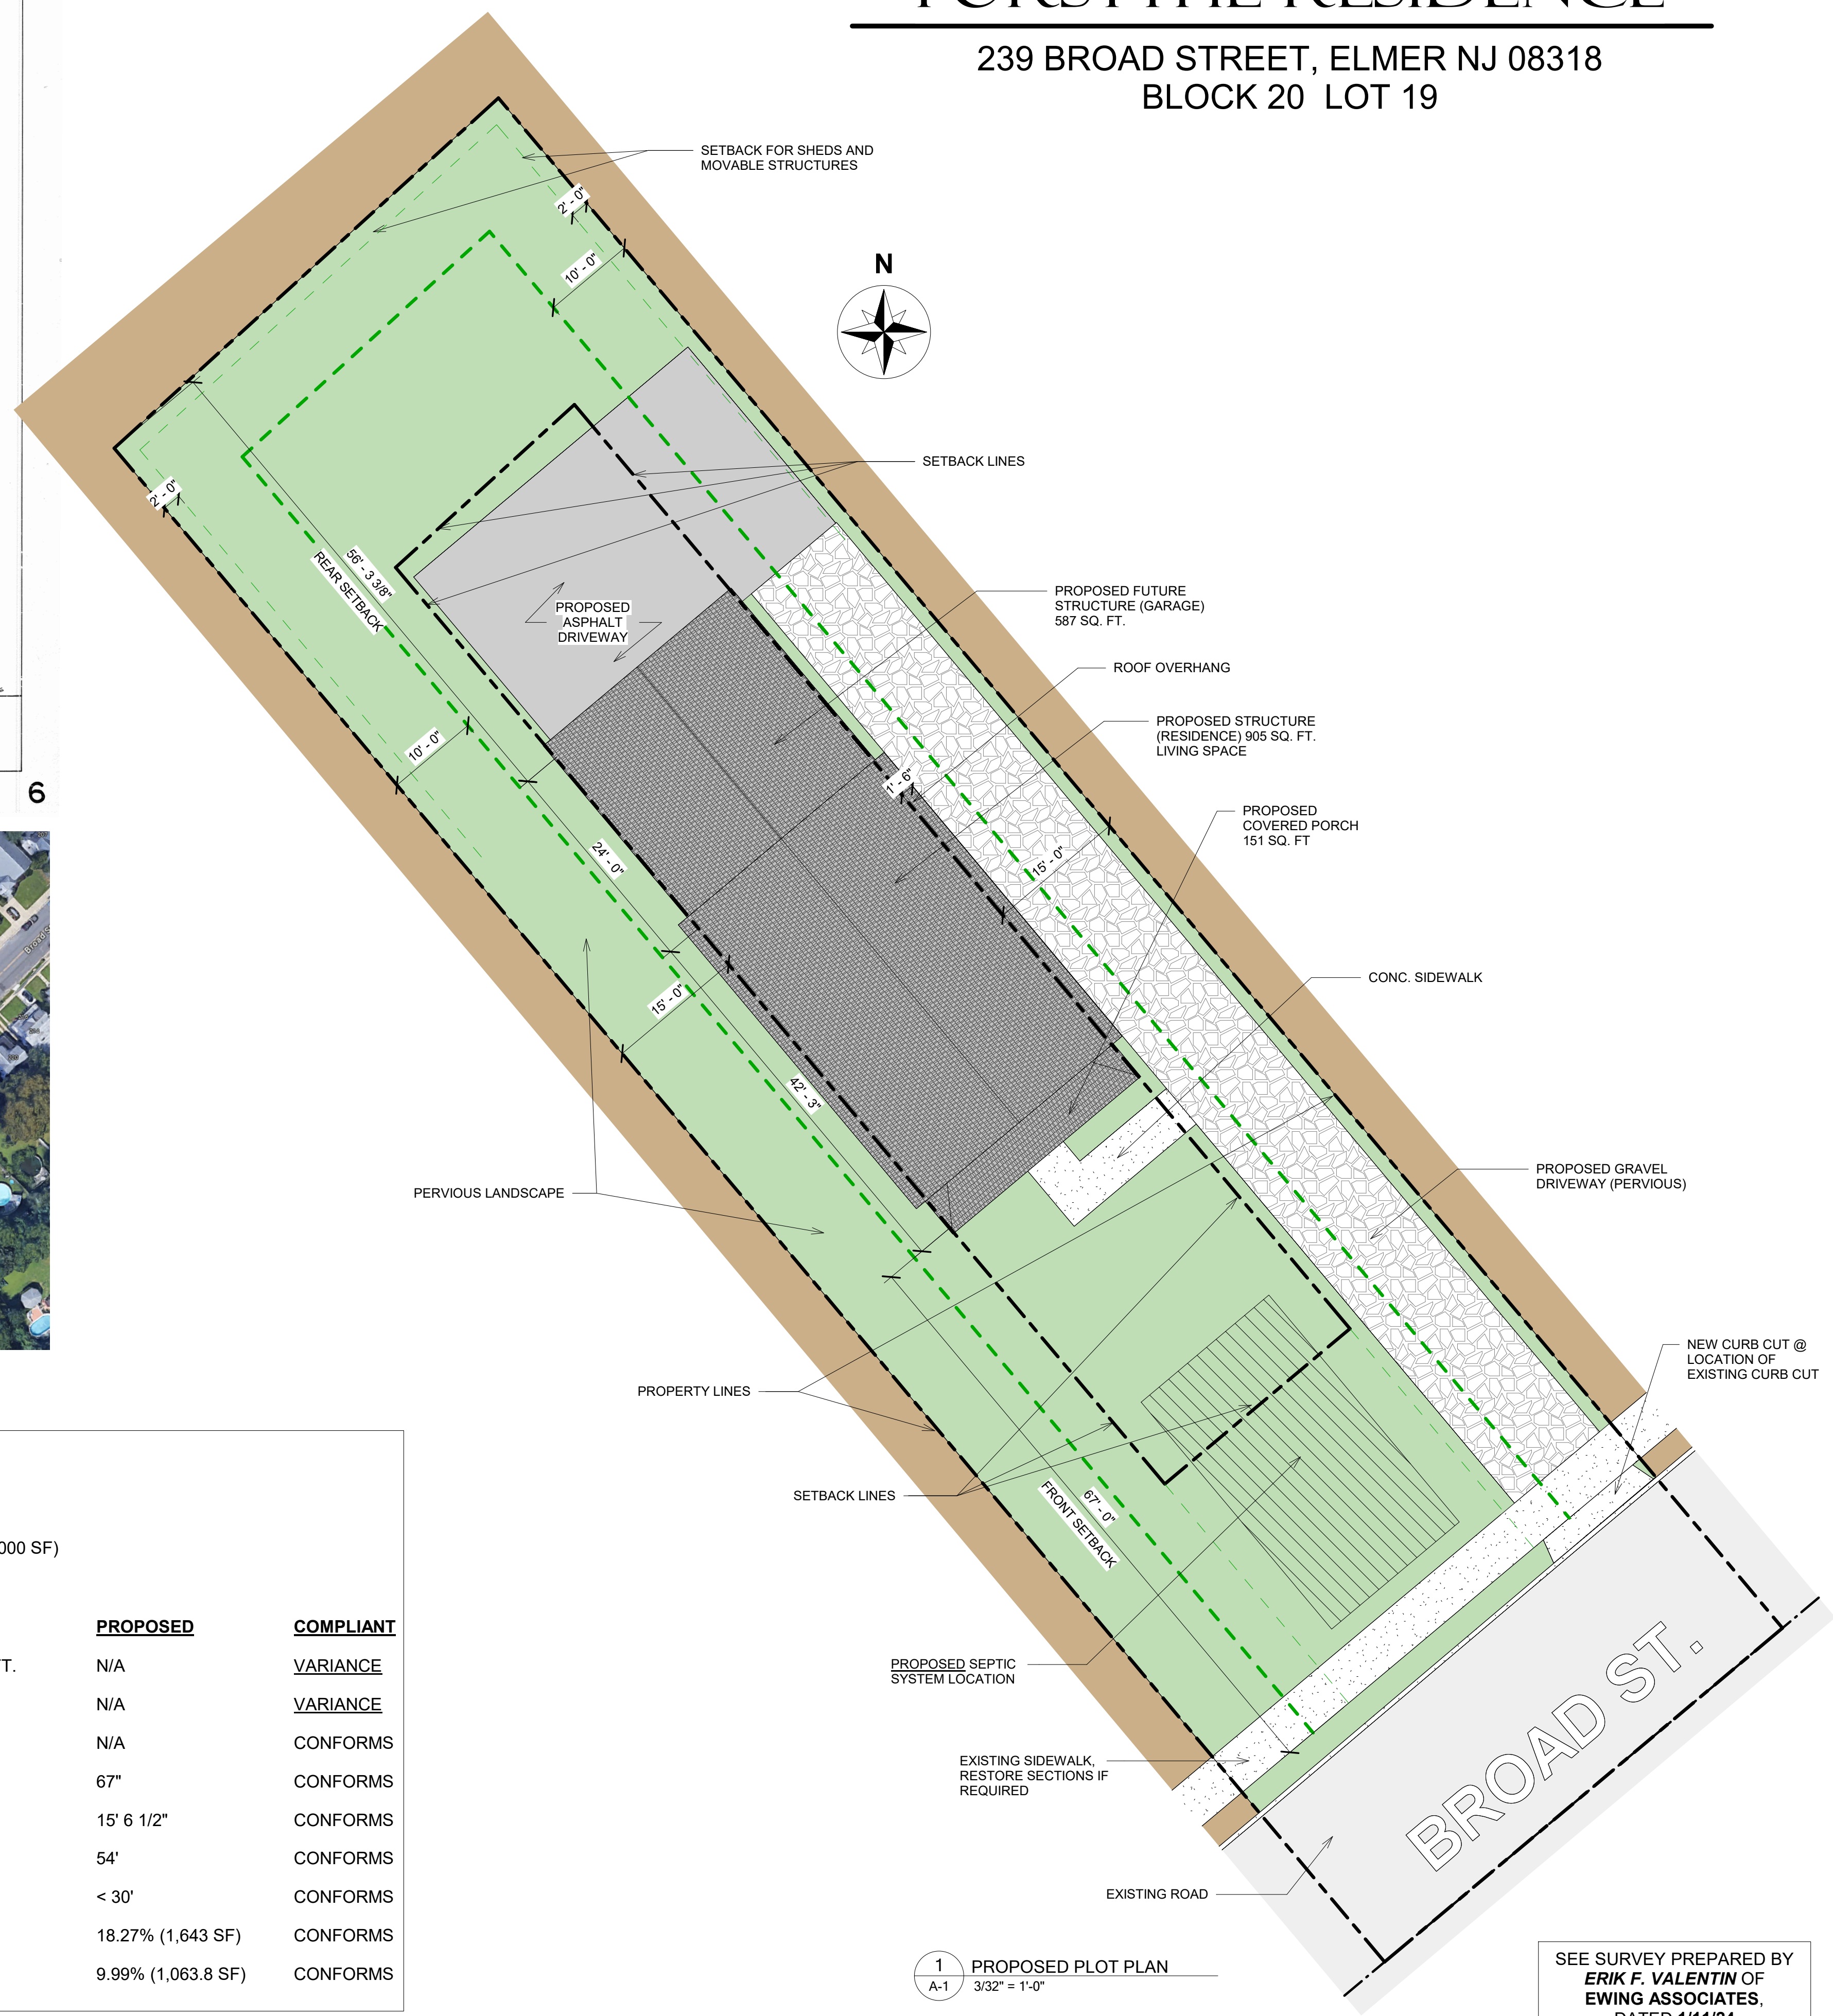 FORSYTHE RESIDENCE
239 BROAD STREET, ELMER NJ 08318
BLOCK 20 LOT 19
SETBACK FOR SHEDS AND
MOVABLE STRUCTURES
2' - 0"
10' - 0"
N
SETBACK LINES
2' - 0"
56' - 3 3/8"
REAR SETBACK
PROPOSED
ASPHALT
DRIVEWAY
PROPOSED FUTURE
STRUCTURE (GARAGE)
587 SQ. FT.
ROOF OVERHANG
PROPOSED STRUCTURE
(RESIDENCE) 905 SQ. FT.
LIVING SPACE
10' - 0"
1' - 6"
6
PROPOSED
COVERED PORCH
151 SQ. FT
24' - 0"
15' - 0"
CONC. SIDEWALK
15' - 0"
42' - 3"
PROPOSED GRAVEL
DRIVEWAY (PERVIOUS)
PERVIOUS LANDSCAPE
NEW CURB CUT @
LOCATION OF
EXISTING CURB CUT
PROPERTY LINES
SETBACK LINES
67' - 0"
FRONT SETBACK
000 SF)
PROPOSED COMPLIANT
T. N/A VARIANCE
N/A VARIANCE
N/A CONFORMS
67" CONFORMS
15' 6 1/2" CONFORMS
54' CONFORMS
< 30' CONFORMS
18.27% (1,643 SF) CONFORMS
9.99% (1,063.8 SF) CONFORMS
PROPOSED SEPTIC
SYSTEM LOCATION
EXISTING SIDEWALK,
RESTORE SECTIONS IF
REQUIRED
BROAD ST.
EXISTING ROAD
1
A-1
PROPOSED PLOT PLAN
3/32" = 1'-0"
SEE SURVEY PREPARED BY
ERIK F. VALENTIN OF
EWING ASSOCIATES,
DATED 1/11/24